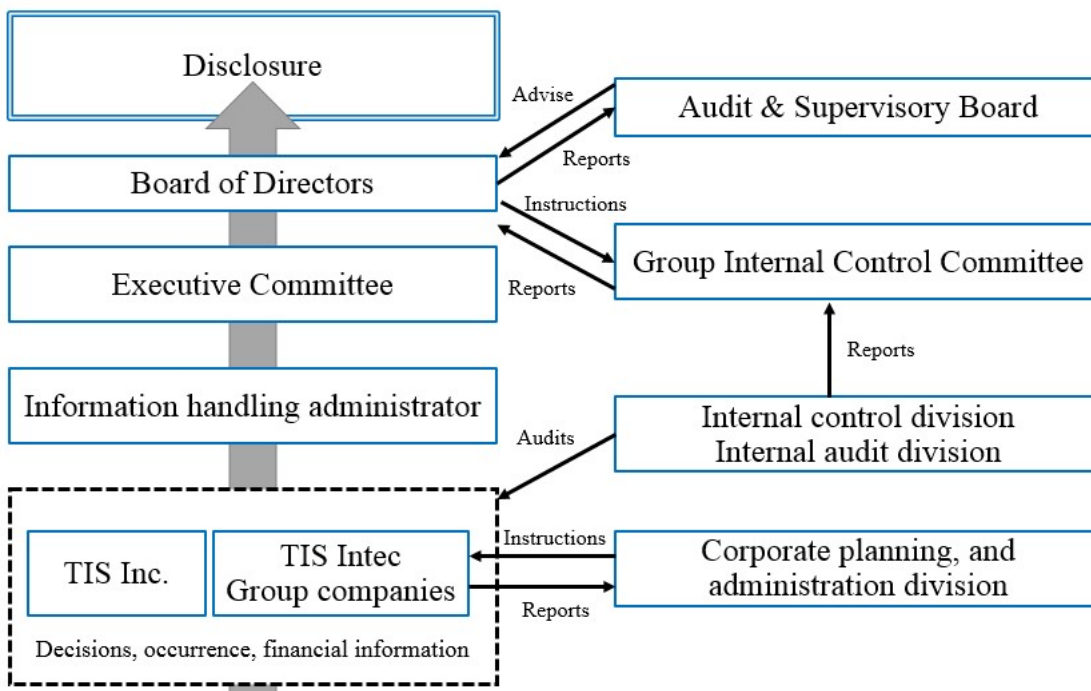 Disclosure
Advise
Audit & Supervisory Board
Reports
Board of Directors
Instructions
Group Internal Control Committee
Executive Committee
Reports
Reports
Information handling administrator
Internal control division
Internal audit division
Audits
TIS Inc.
TIS Intec
Group companies
Instructions
Corporate planning, and
administration division
Reports
Decisions, occurrence, financial information